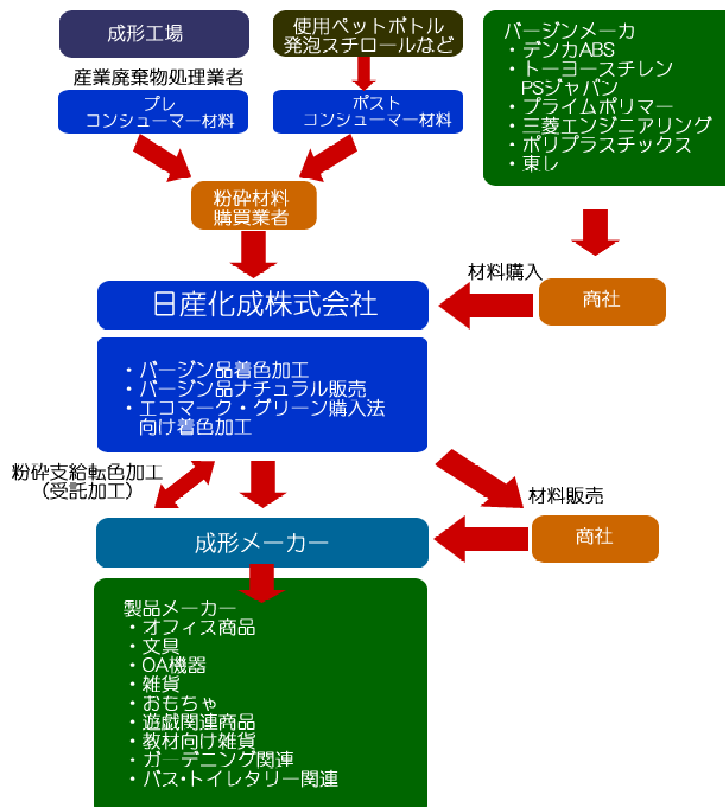 成形工場
使用ペットボトル
発泡スチロールなど
産業廃棄物処理業者
プレ
コンシューマー材料
ポスト
コンシューマー材料
バージンメーカ
・デンカABS
・トーヨースチレン
PSジャパン
・プライムポリマー
・三菱エンジニアリング
・ポリプラスチックス
・東レ
粉砕材料
購買業者
材料購入
商社
日産化成株式会社
・バージン品着色加工
・バージン品ナチュラル販売
・エコマーク・グリーン購入法
向け着色加工
粉砕支給転色加工
（受託加工）
材料販売
商社
成形メーカー
製品メーカー
・オフィス商品
・文具
・OA機器
・雑貨
・おもちゃ
・遊戯関連商品
・教材向け雑貨
・ガーデニング関連
・バス・トイレタリー関連